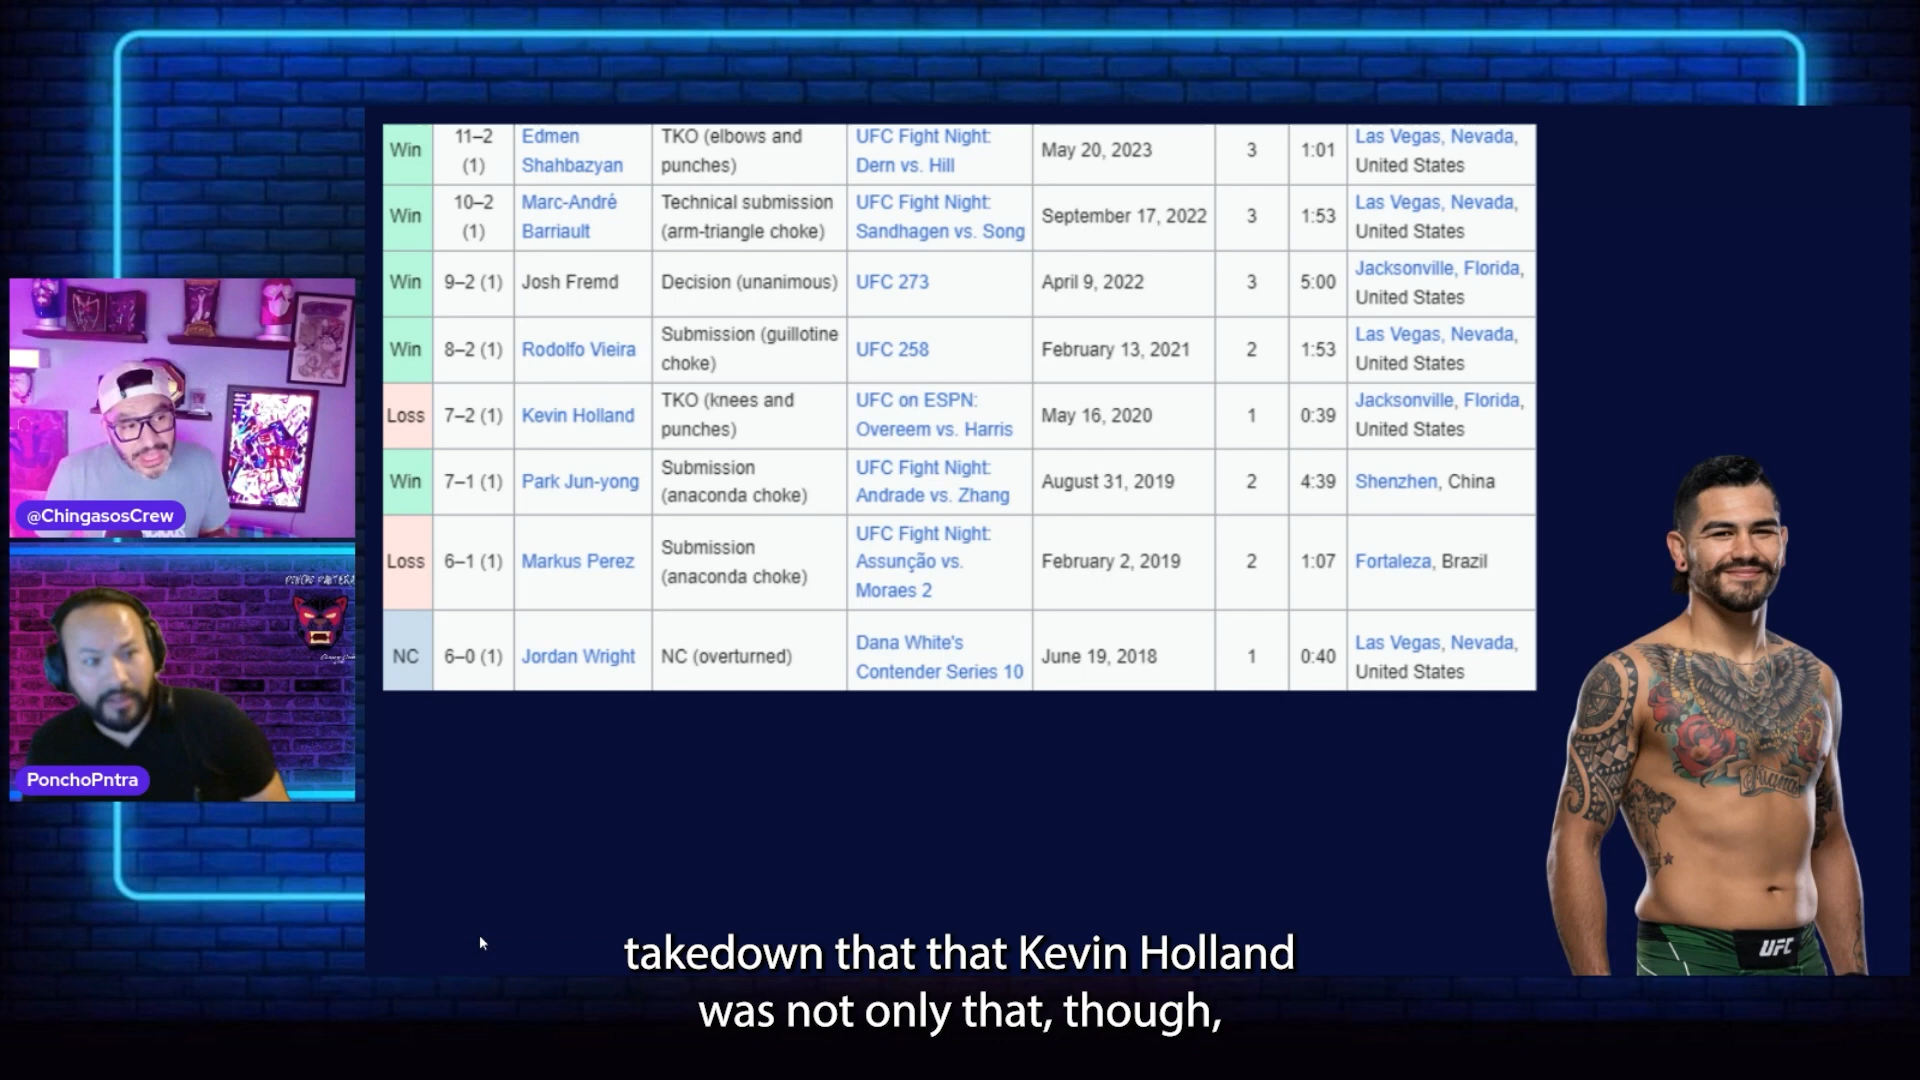 Win 11–2 (1) Edmen Shahbazyan TKO (elbows and punches) UFC Fight Night: Dern vs. Hill May 20, 2023 3 1:01 Las Vegas, Nevada, United States
Win 10–2 (1) Marc-André Barriault Technical submission (arm-triangle choke) UFC Fight Night: Sandhagen vs. Song September 17, 2022 3 1:53 Las Vegas, Nevada, United States
Win 9–2 (1) Josh Fremd Decision (unanimous) UFC 273 April 9, 2022 3 5:00 Jacksonville, Florida, United States
Win 8–2 (1) Rodolfo Vieira Submission (guillotine choke) UFC 258 February 13, 2021 2 1:53 Las Vegas, Nevada, United States
Loss 7–2 (1) Kevin Holland TKO (knees and punches) UFC on ESPN: Overeem vs. Harris May 16, 2020 1 0:39 Jacksonville, Florida, United States
Win 7–1 (1) Park Jun-yong Submission (anaconda choke) UFC Fight Night: Andrade vs. Zhang August 31, 2019 2 4:39 Shenzhen, China
Loss 6–1 (1) Markus Perez Submission (anaconda choke) UFC Fight Night: Assunção vs. Moraes 2 February 2, 2019 2 1:07 Fortaleza, Brazil
NC 6–0 (1) Jordan Wright NC (overturned) Dana White's Contender Series 10 June 19, 2018 1 0:40 Las Vegas, Nevada, United States
@ChingasosCrew
PONCHO PANTERA
PonchoPntra
UFC
takedown that that Kevin Holland
was not only that, though,